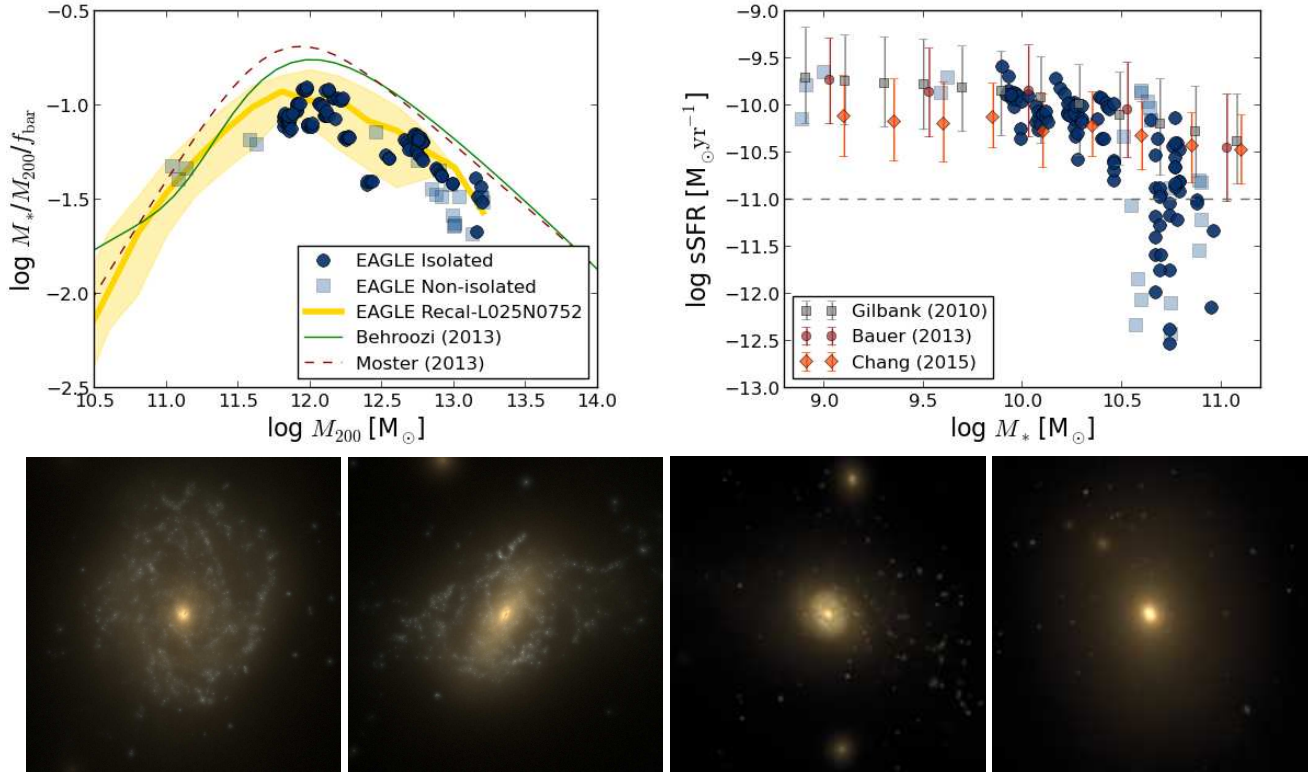 −0.5
−1.0
−1.5
−2.0
−2.5
log M*/M200/fbar
10.5 11.0 11.5 12.0 12.5 13.0 13.5 14.0
log M200 [M⊙]
EAGLE Isolated
EAGLE Non-isolated
EAGLE Recal-L025N0752
Behroozi (2013)
Moster (2013)
−9.0
−9.5
−10.0
−10.5
−11.0
−11.5
−12.0
−12.5
−13.0
log sSFR [M⊙yr−1]
9.0 9.5 10.0 10.5 11.0
log M* [M⊙]
Gilbank (2010)
Bauer (2013)
Chang (2015)